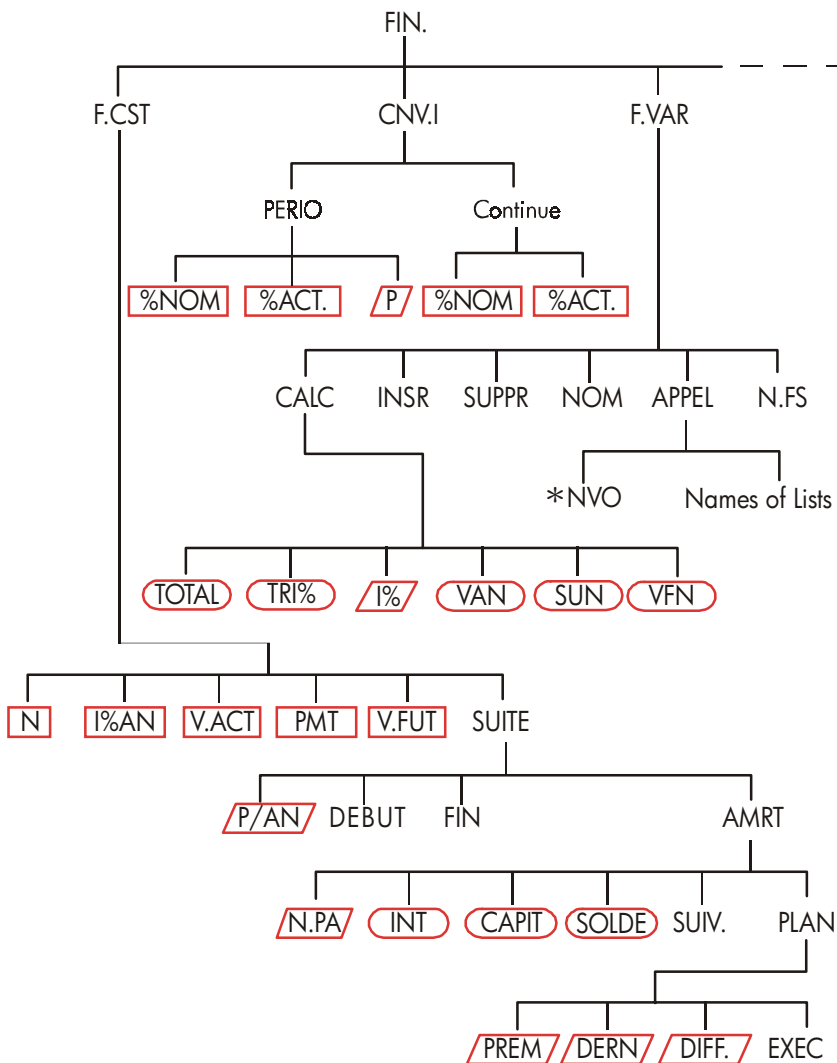 FIN.
F.CST CNV.I F.VAR
PERIO Continue
%NOM %ACT. P %NOM %ACT.
CALC INSR SUPPR NOM APPEL N.FS
*NVO Names of Lists
TOTAL TRI% I% VAN SUN VFN
N I%AN V.ACT PMT V.FUT SUITE
P/AN DEBUT FIN AMRT
N.PA INT CAPIT SOLDE SUIV. PLAN
PREM DERN DIFF. EXEC